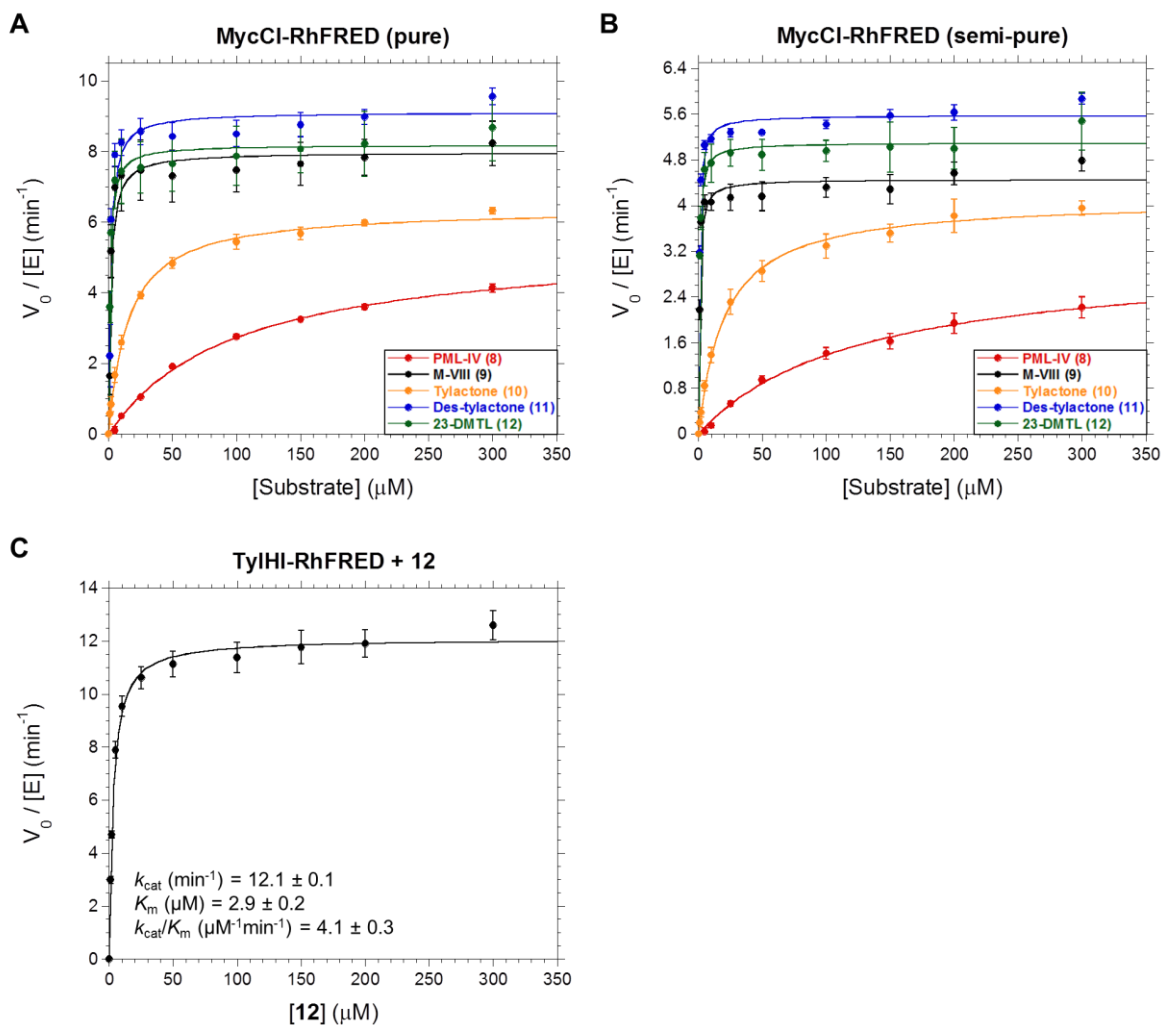 A
MycCI-RhFRED (pure)
V₀ / [E] (min⁻¹)
10
8
6
4
2
0
PML-IV (8)
M-VIII (9)
Tylactone (10)
Des-tylactone (11)
23-DMTL (12)
0 50 100 150 200 250 300 350
[Substrate] (µM)
B
MycCI-RhFRED (semi-pure)
V₀ / [E] (min⁻¹)
6.4
5.6
4.8
4
3.2
2.4
1.6
0.8
0
PML-IV (8)
M-VIII (9)
Tylactone (10)
Des-tylactone (11)
23-DMTL (12)
0 50 100 150 200 250 300 350
[Substrate] (µM)
C
TylHI-RhFRED + 12
V₀ / [E] (min⁻¹)
14
12
10
8
6
4
2
0
k_cat (min⁻¹) = 12.1 ± 0.1
K_m (µM) = 2.9 ± 0.2
k_cat/K_m (µM⁻¹min⁻¹) = 4.1 ± 0.3
0 50 100 150 200 250 300 350
[12] (µM)